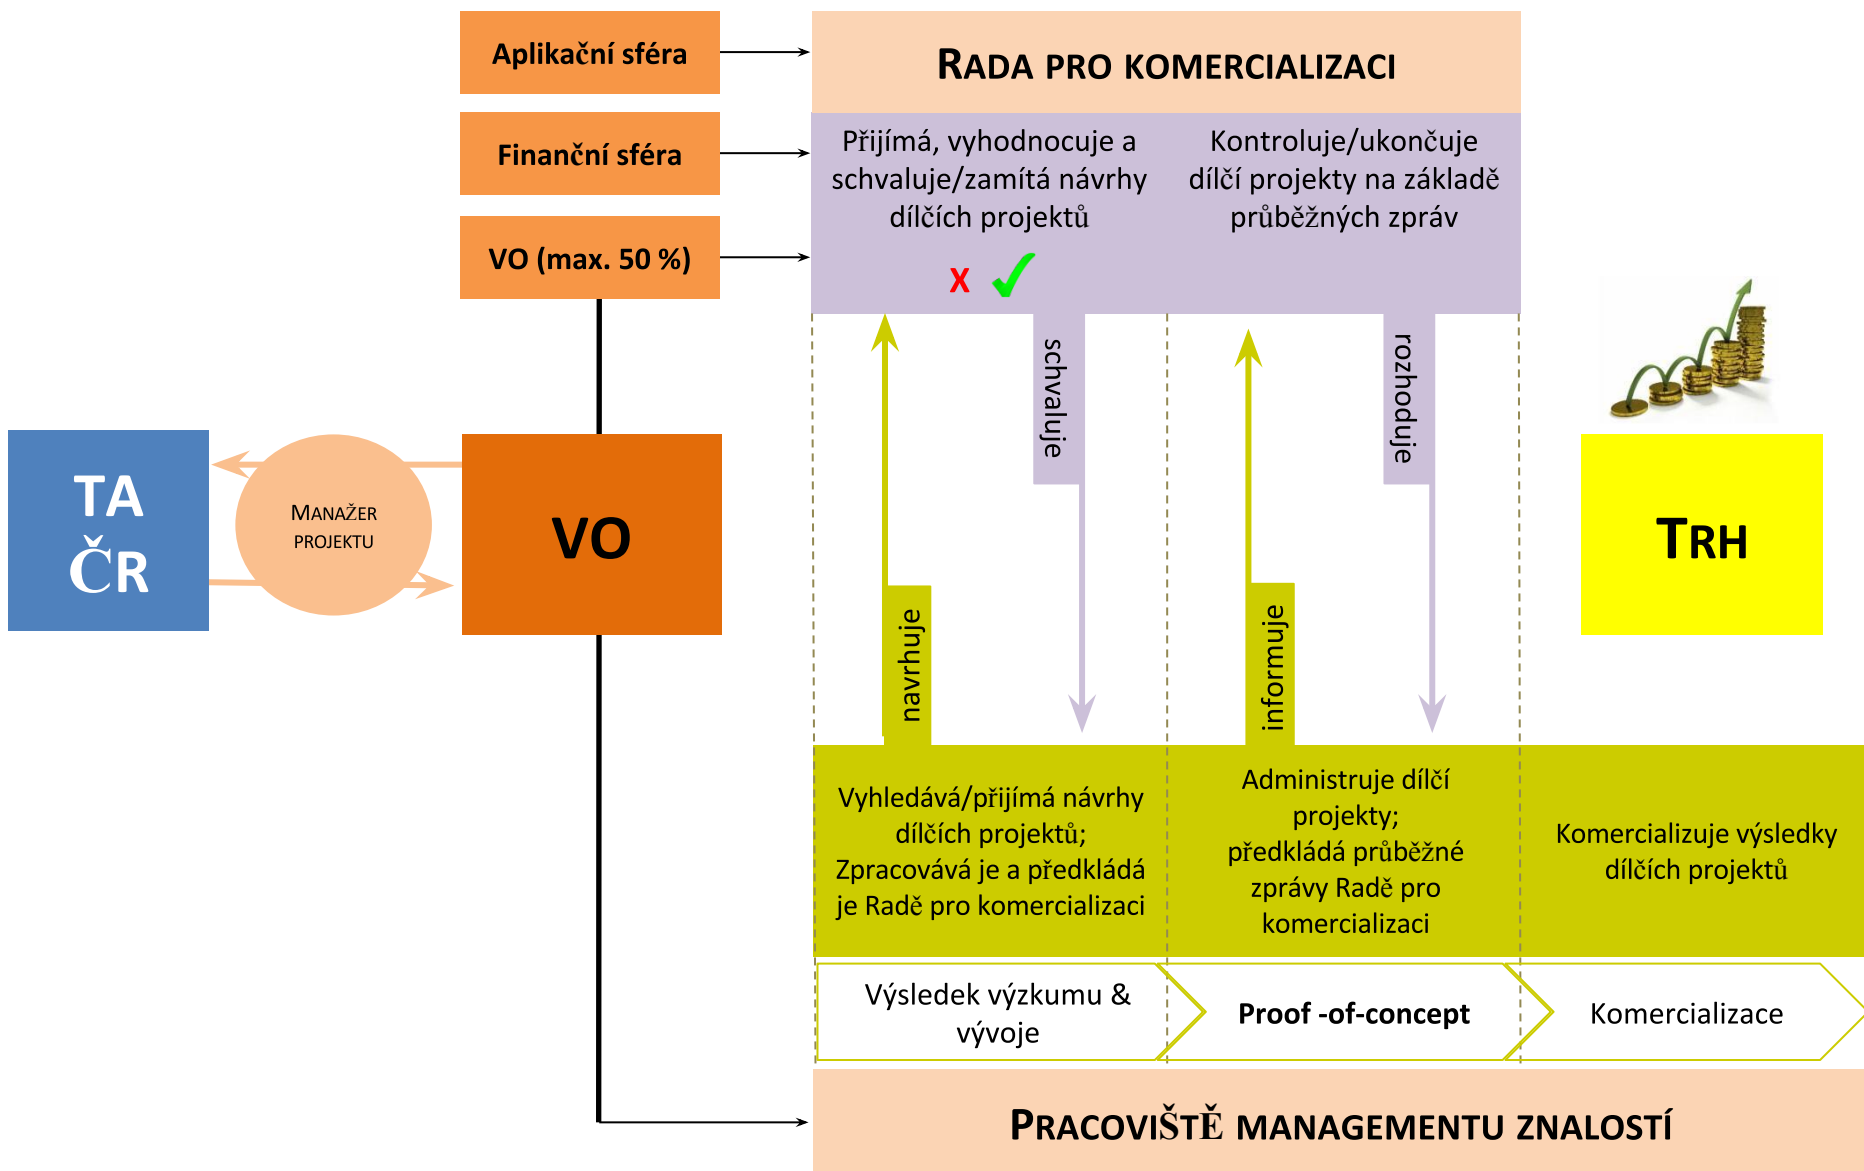 Aplikační sféra
Finanční sféra
VO (max. 50 %)
RADA PRO KOMERCIALIZACI
Přijímá, vyhodnocuje a
schvaluje/zamítá návrhy
dílčích projektů
X
Kontroluje/ukončuje
dílčí projekty na základě
průběžných zpráv
schvaluje
rozhoduje
TA
ČR
MANAŽER
PROJEKTU
VO
TRH
navrhuje
informuje
Vyhledává/přijímá návrhy
dílčích projektů;
Zpracovává je a předkládá
je Radě pro komercializaci
Administruje dílčí
projekty;
předkládá průběžné
zprávy Radě pro
komercializaci
Komercializuje výsledky
dílčích projektů
Výsledek výzkumu &
vývoje
Proof -of-concept
Komercializace
PRACOVIŠTĚ MANAGEMENTU ZNALOSTÍ